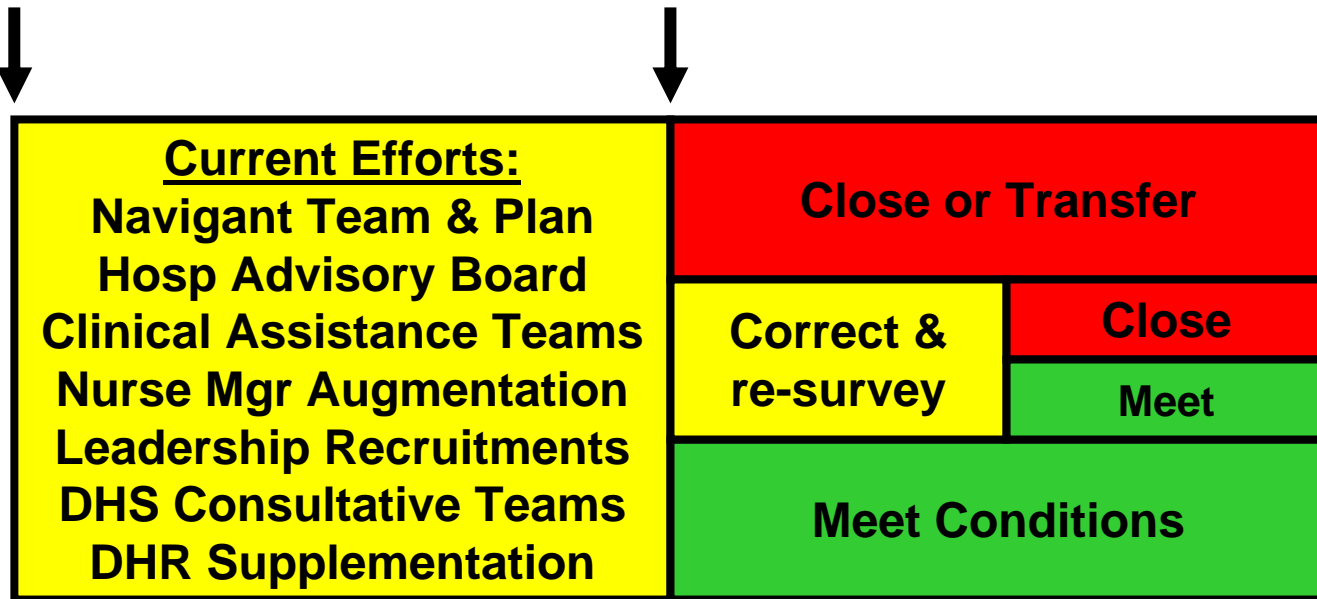 Current Efforts:
Navigant Team & Plan
Hosp Advisory Board
Clinical Assistance Teams
Nurse Mgr Augmentation
Leadership Recruitments
DHS Consultative Teams
DHR Supplementation
Close or Transfer
Correct &
re-survey
Close
Meet
Meet Conditions